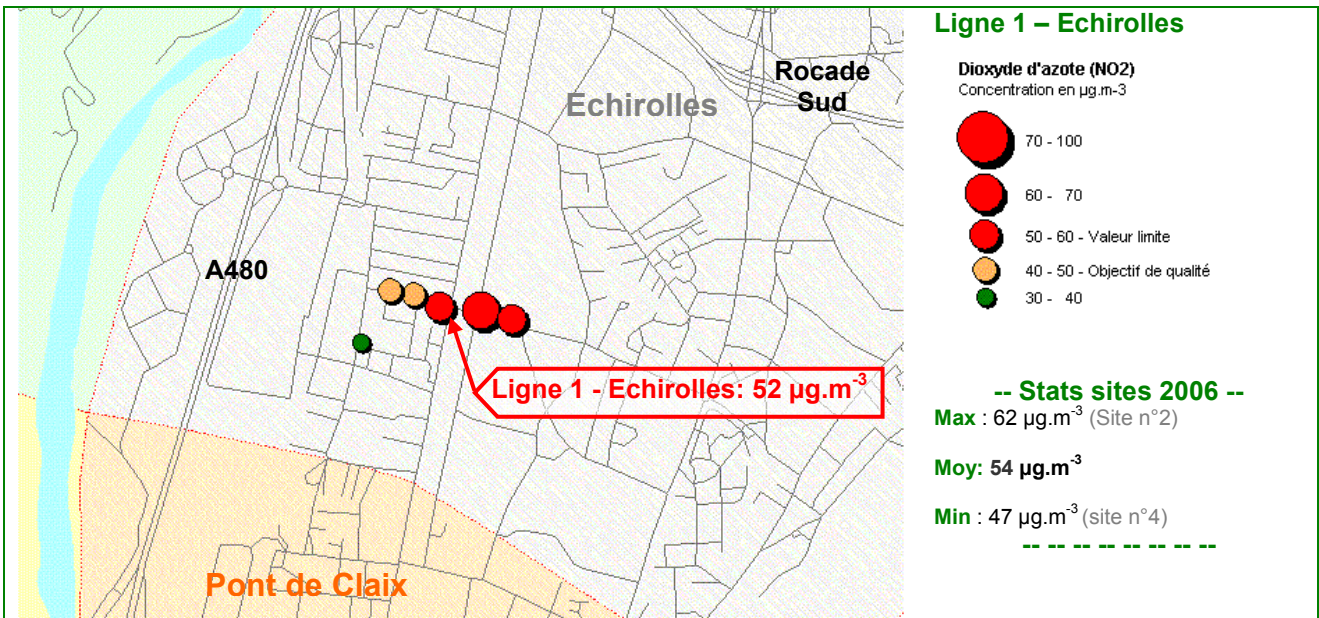 Rocade
Sud
Echirolles
A480
Ligne 1 - Echirolles: 52 µg.m-3
Pont de Claix
Ligne 1 – Echirolles
Dioxyde d'azote (NO2)
Concentration en µg.m-3
70 - 100
60 - 70
50 - 60 - Valeur limite
40 - 50 - Objectif de qualité
30 - 40
-- Stats sites 2006 --
Max : 62 µg.m-3 (Site n°2)
Moy: 54 µg.m-3
Min : 47 µg.m-3 (site n°4)
-- -- -- -- -- -- -- --